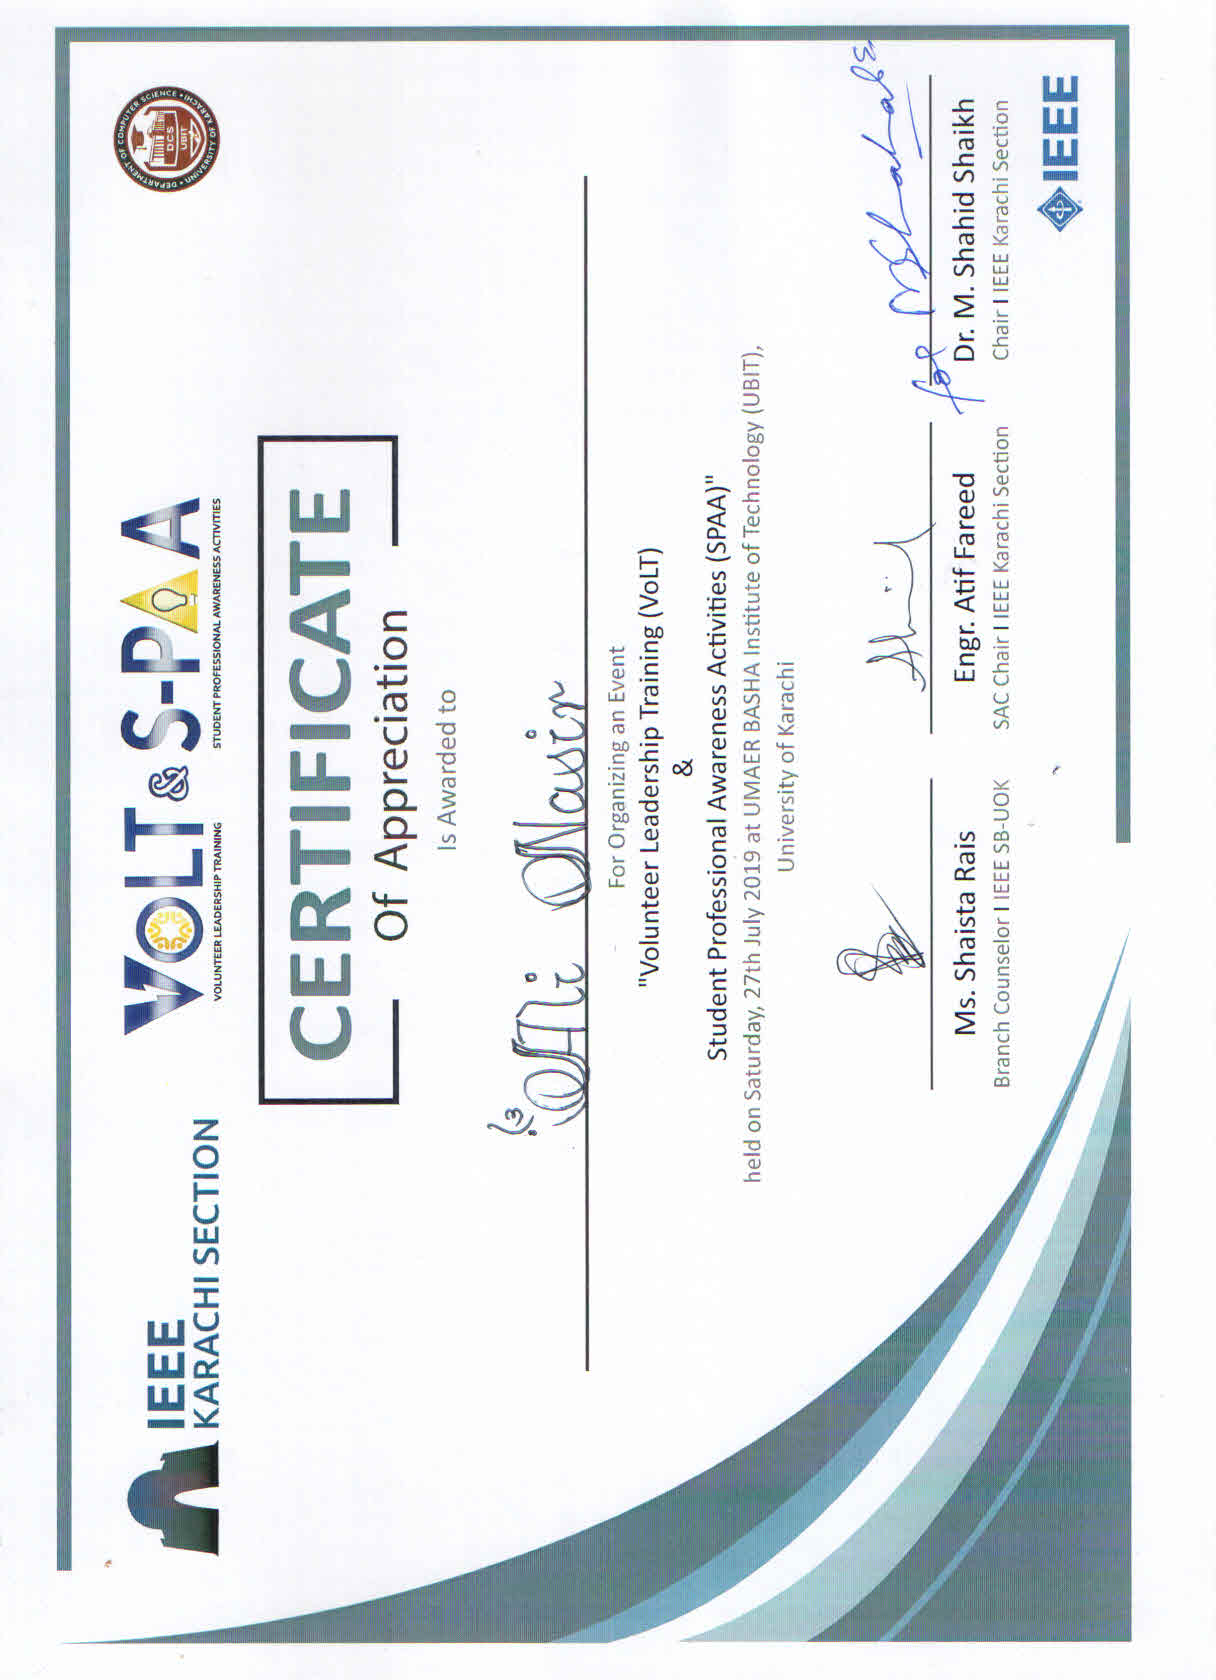 IEEE
KARACHI SECTION
VOLT & S-PAA
VOLUNTEER LEADERSHIP TRAINING
STUDENT PROFESSIONAL AWARENESS ACTIVITIES
DEPARTMENT OF COMPUTER SCIENCE • UNIVERSITY OF KARACHI •
DCS
UBIT
CERTIFICATE
Of Appreciation
Is Awarded to
Ali Nasir
For Organizing an Event
"Volunteer Leadership Training (VoLT)
&
Student Professional Awareness Activities (SPAA)"
held on Saturday, 27th July 2019 at UMAER BASHA Institute of Technology (UBIT),
University of Karachi
for
Ms. Shaista Rais
Branch Counselor I IEEE SB-UOK
Engr. Atif Fareed
SAC Chair I IEEE Karachi Section
Dr. M. Shahid Shaikh
Chair I IEEE Karachi Section
IEEE